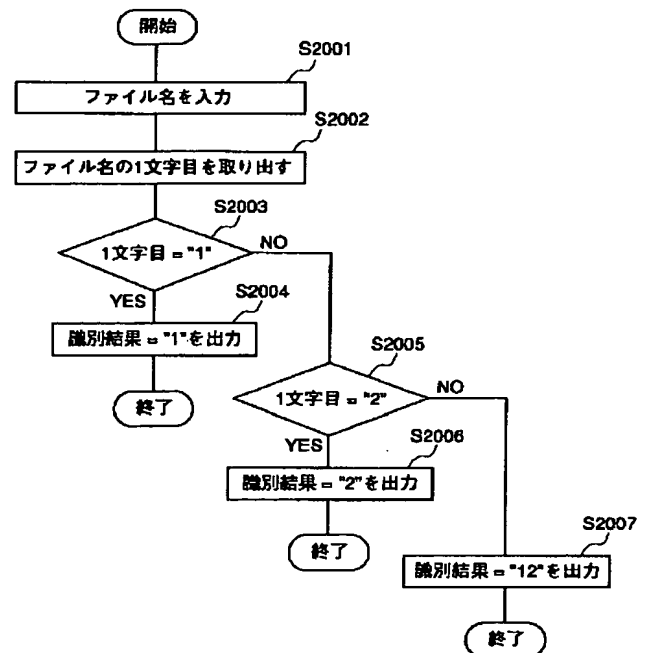 開始
S2001
ファイル名を入力
S2002
ファイル名の1文字目を取り出す
S2003
1文字目="1"
NO
YES
S2004
識別結果="1"を出力
終了
S2005
1文字目="2"
NO
YES
S2006
識別結果="2"を出力
終了
S2007
識別結果="12"を出力
終了